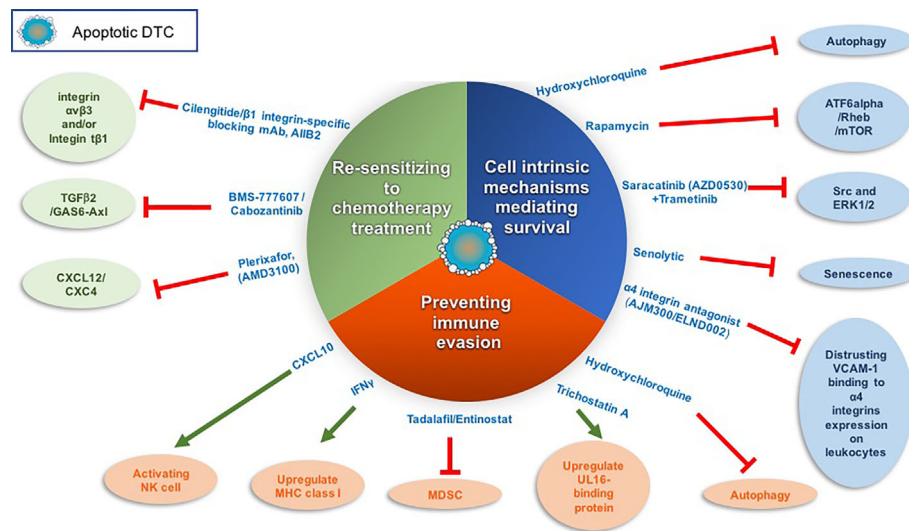 Apoptotic DTC
integrin
αvβ3
and/or
Integin tβ1
Cilengitide/β1 integrin-specific
blocking mAb, AIIB2
TGFβ2
/GAS6-Axl
BMS-777607 /
Cabozantinib
CXCL12/
CXC4
Plerixafor,
(AMD3100)
Re-sensitizing
to
chemotherapy
treatment
Cell intrinsic
mechanisms
mediating
survival
Preventing
immune
evasion
Hydroxychloroquine
Autophagy
Rapamycin
ATF6alpha
/Rheb
/mTOR
Saracatinib (AZD0530)
+Trametinib
Src and
ERK1/2
Senolytic
Senescence
α4 integrin antagonist
(AJM300/ELND002)
Distrusting
VCAM-1
binding to
α4
integrins
expression
on
leukocytes
CXCL10
Activating
NK cell
IFNγ
Upregulate
MHC class I
Tadalafil/Entinostat
MDSC
Trichostatin A
Upregulate
UL16-
binding
protein
Hydroxychloroquine
Autophagy